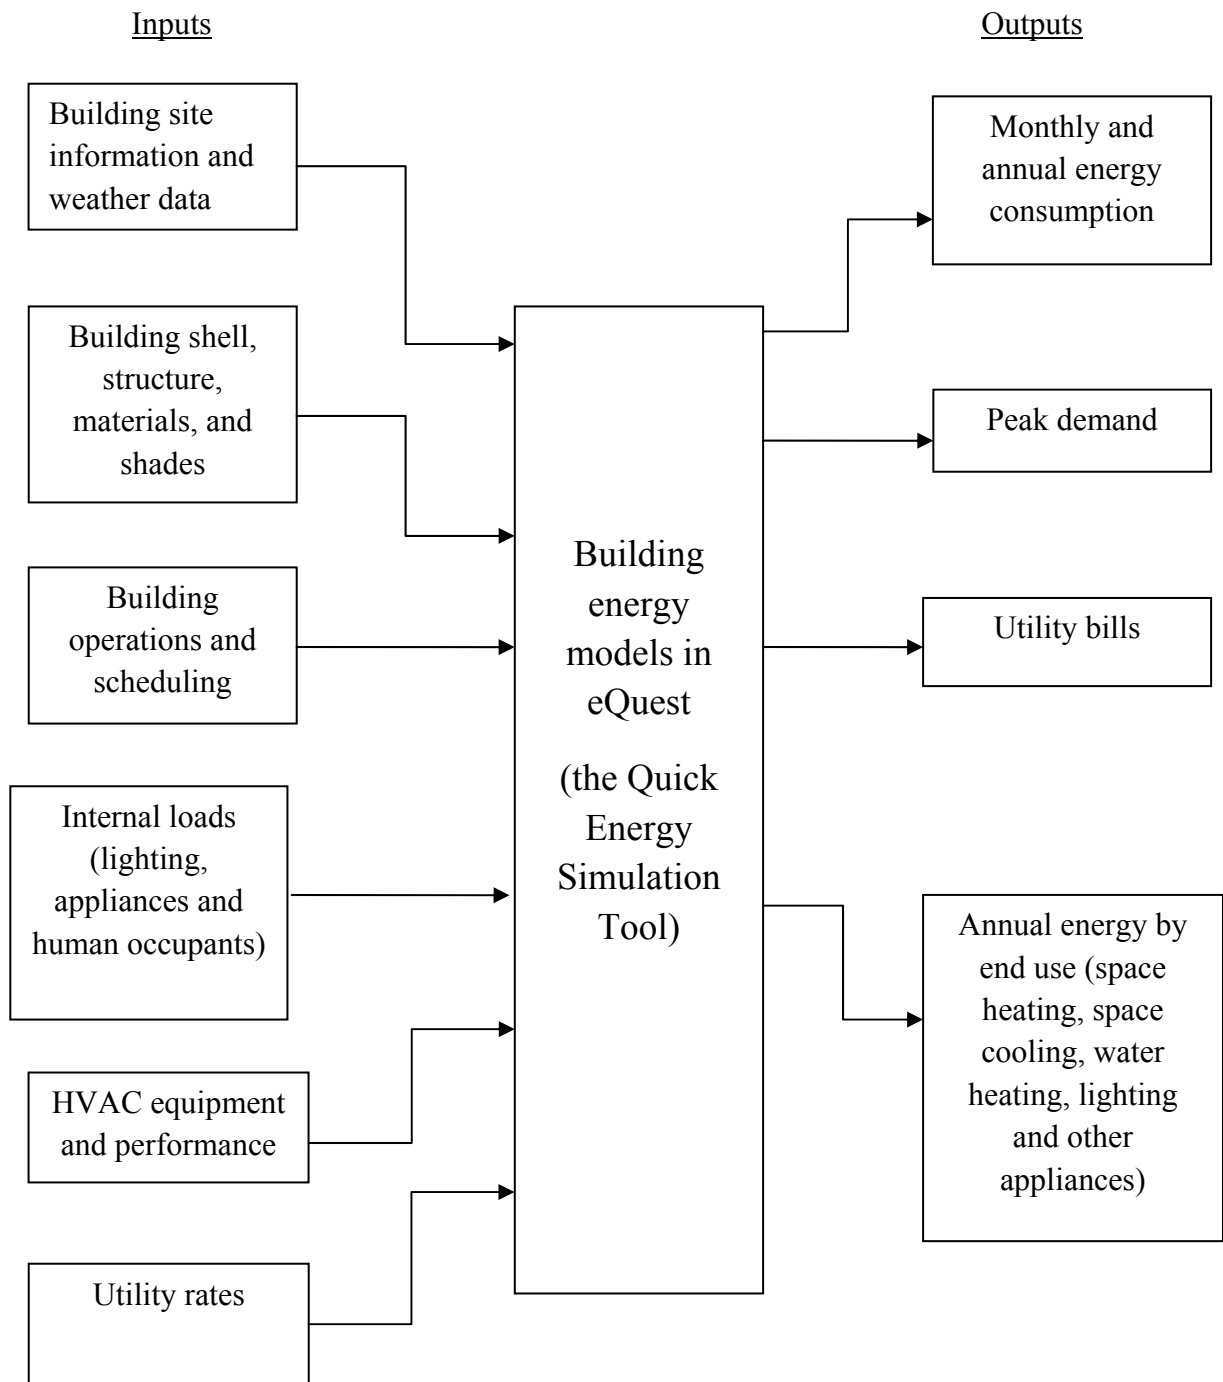 Inputs
Outputs
Building site
information and
weather data
Building shell,
structure,
materials, and
shades
Building
operations and
scheduling
Internal loads
(lighting,
appliances and
human occupants)
HVAC equipment
and performance
Utility rates
Building
energy
models in
eQuest
(the Quick
Energy
Simulation
Tool)
Monthly and
annual energy
consumption
Peak demand
Utility bills
Annual energy by
end use (space
heating, space
cooling, water
heating, lighting
and other
appliances)